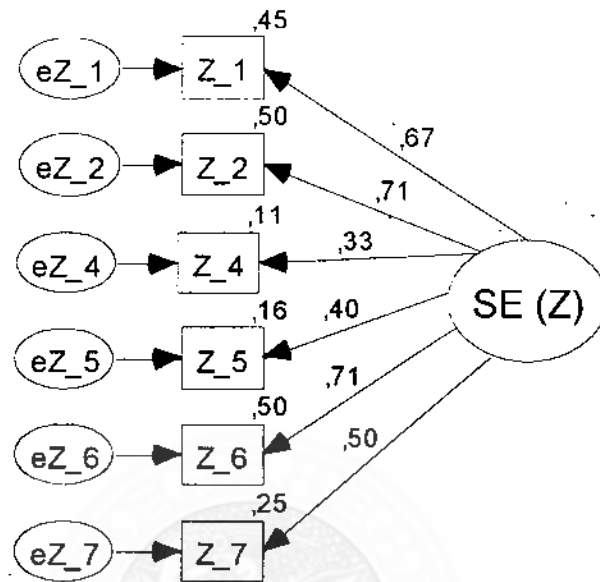 ,45
eZ_1 Z_1
,67
,50
eZ_2 Z_2
,71
,11
eZ_4 Z_4
,33
SE (Z)
,16
,40
eZ_5 Z_5
,71
,50
eZ_6 Z_6
,50
,25
eZ_7 Z_7